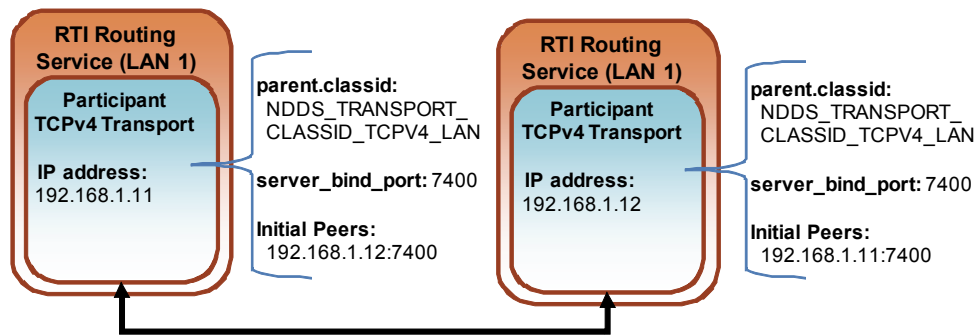 RTI Routing
Service (LAN 1)
Participant
TCPv4 Transport
IP address:
192.168.1.11
parent.classid:
NDDS_TRANSPORT_
CLASSID_TCPV4_LAN
server_bind_port: 7400
Initial Peers:
192.168.1.12:7400
RTI Routing
Service (LAN 1)
Participant
TCPv4 Transport
IP address:
192.168.1.12
parent.classid:
NDDS_TRANSPORT_
CLASSID_TCPV4_LAN
server_bind_port: 7400
Initial Peers:
192.168.1.11:7400